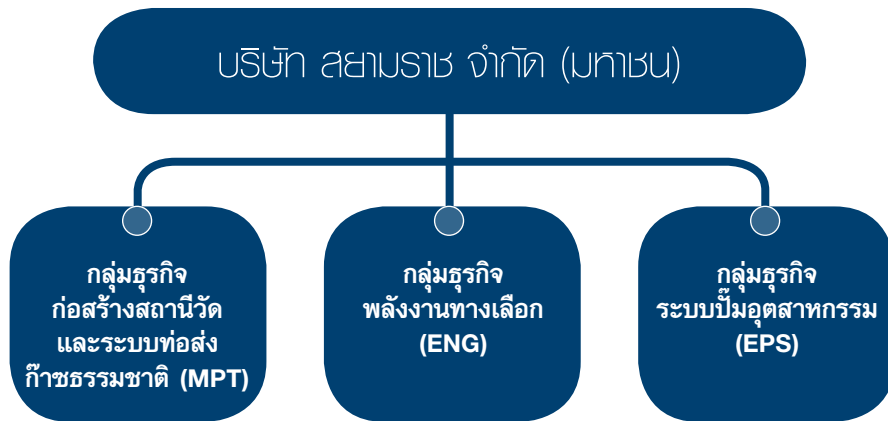 บริษัท สยามราช จำกัด (มหาชน)
กลุ่มธุรกิจ
ก่อสร้างสถานีวัด
และระบบท่อส่ง
ก๊าซธรรมชาติ (MPT)
กลุ่มธุรกิจ
พลังงานทางเลือก
(ENG)
กลุ่มธุรกิจ
ระบบปั๊มอุตสาหกรรม
(EPS)